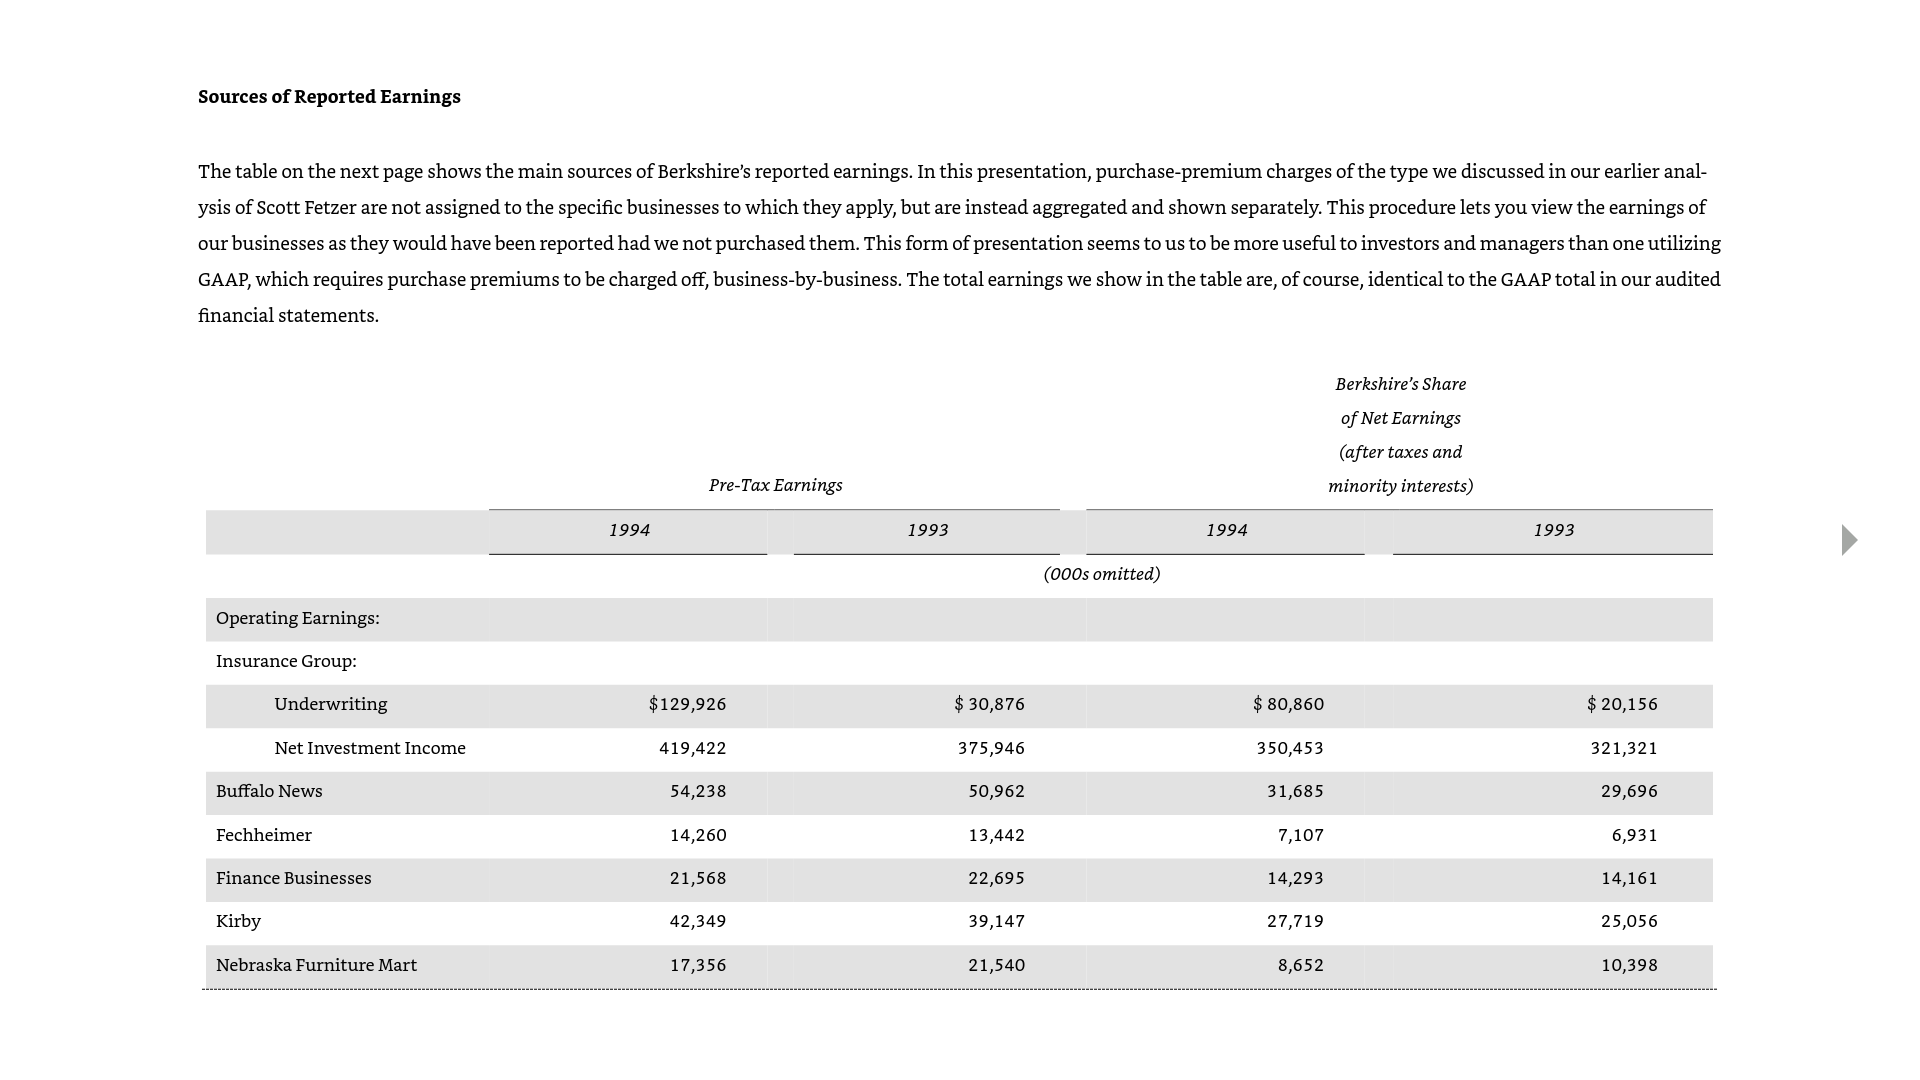 Sources of Reported Earnings
The table on the next page shows the main sources of Berkshire’s reported earnings. In this presentation, purchase-premium charges of the type we discussed in our earlier anal-
ysis of Scott Fetzer are not assigned to the specific businesses to which they apply, but are instead aggregated and shown separately. This procedure lets you view the earnings of
our businesses as they would have been reported had we not purchased them. This form of presentation seems to us to be more useful to investors and managers than one utilizing
GAAP, which requires purchase premiums to be charged off, business-by-business. The total earnings we show in the table are, of course, identical to the GAAP total in our audited
financial statements.
Berkshire’s Share
of Net Earnings
(after taxes and
Pre-Tax Earnings minority interests)
1994 1993 1994 1993
(000s omitted)
Operating Earnings:
Insurance Group:
Underwriting $129,926 $ 30,876 $ 80,860 $ 20,156
Net Investment Income 419,422 375,946 350,453 321,321
Buffalo News 54,238 50,962 31,685 29,696
Fechheimer 14,260 13,442 7,107 6,931
Finance Businesses 21,568 22,695 14,293 14,161
Kirby 42,349 39,147 27,719 25,056
Nebraska Furniture Mart 17,356 21,540 8,652 10,398